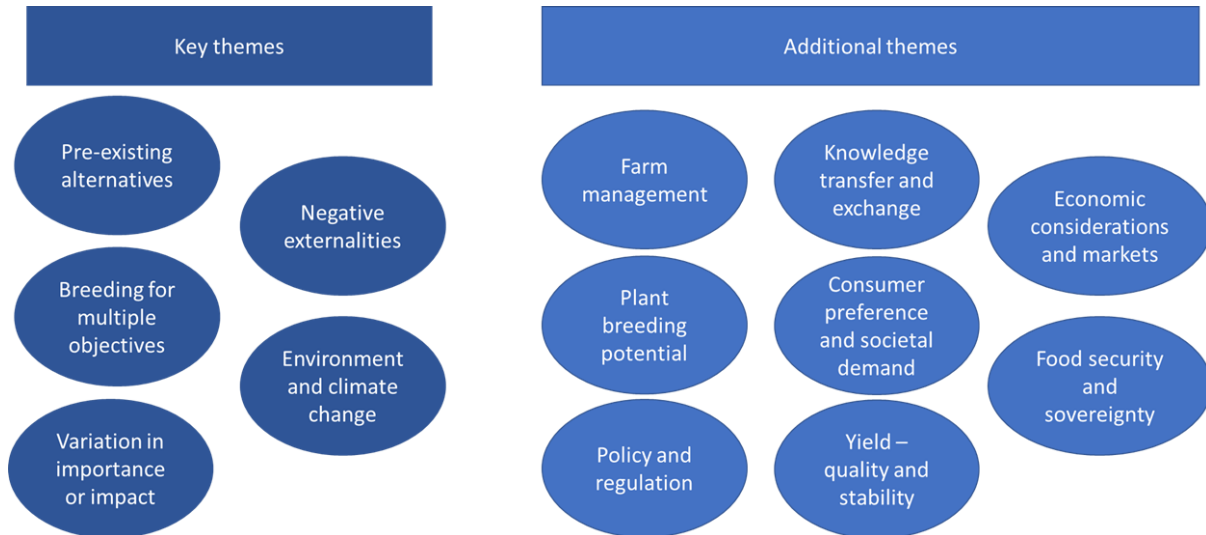 Key themes
Pre-existing
alternatives
Negative
externalities
Breeding for
multiple
objectives
Environment
and climate
change
Variation in
importance
or impact
Additional themes
Farm
management
Knowledge
transfer and
exchange
Economic
considerations
and markets
Plant
breeding
potential
Consumer
preference
and societal
demand
Food security
and
sovereignty
Policy and
regulation
Yield –
quality and
stability